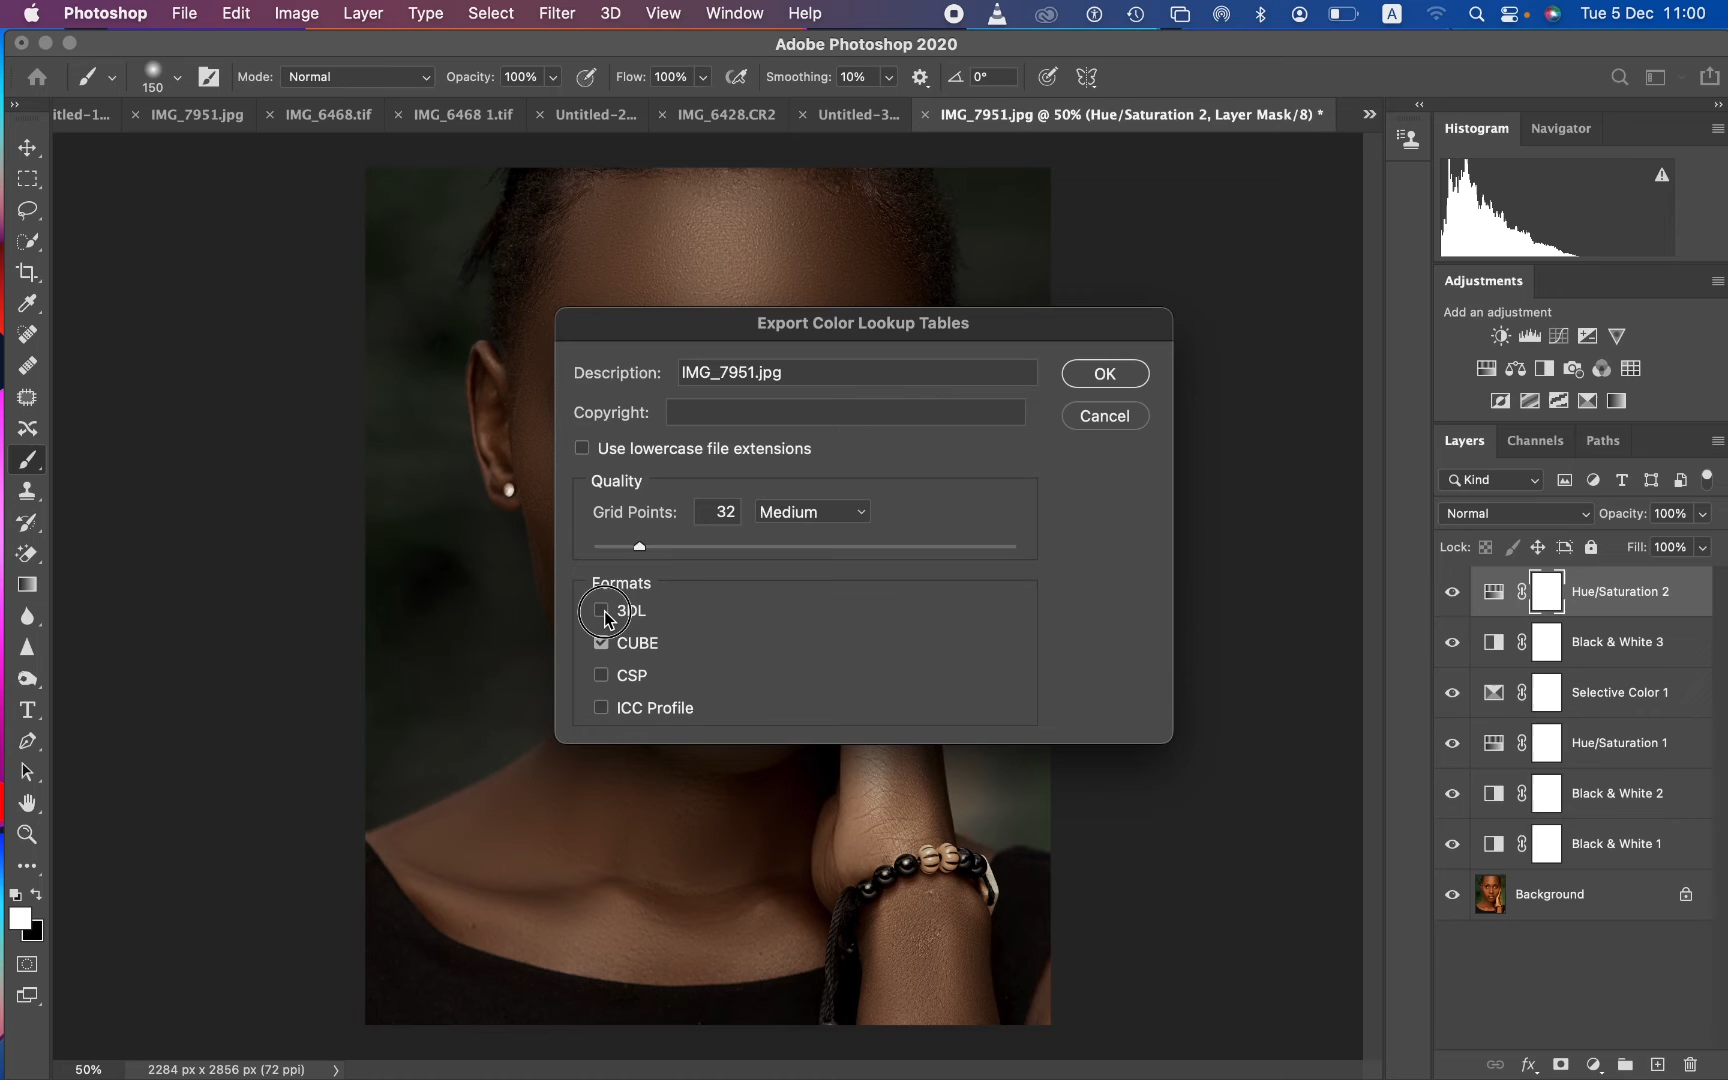 Photoshop File Edit Image Layer Type Select Filter 3D View Window Help A Tue 5 Dec 11:00
Adobe Photoshop 2020
150 Mode: Normal Opacity: 100% Flow: 100% Smoothing: 10% 0°
itled-1... × IMG_7951.jpg × IMG_6468.tif × IMG_6468 1.tif × Untitled-2... × IMG_6428.CR2 × Untitled-3... × IMG_7951.jpg @ 50% (Hue/Saturation 2, Layer Mask/8) *
Histogram Navigator
Adjustments
Add an adjustment
Layers Channels Paths
Kind
Normal Opacity: 100%
Lock: Fill: 100%
Hue/Saturation 2
Black & White 3
Selective Color 1
Hue/Saturation 1
Black & White 2
Black & White 1
Background
Export Color Lookup Tables
Description: IMG_7951.jpg OK
Copyright: Cancel
Use lowercase file extensions
Quality
Grid Points: 32 Medium
Formats
3DL
CUBE
CSP
ICC Profile
50% 2284 px x 2856 px (72 ppi)